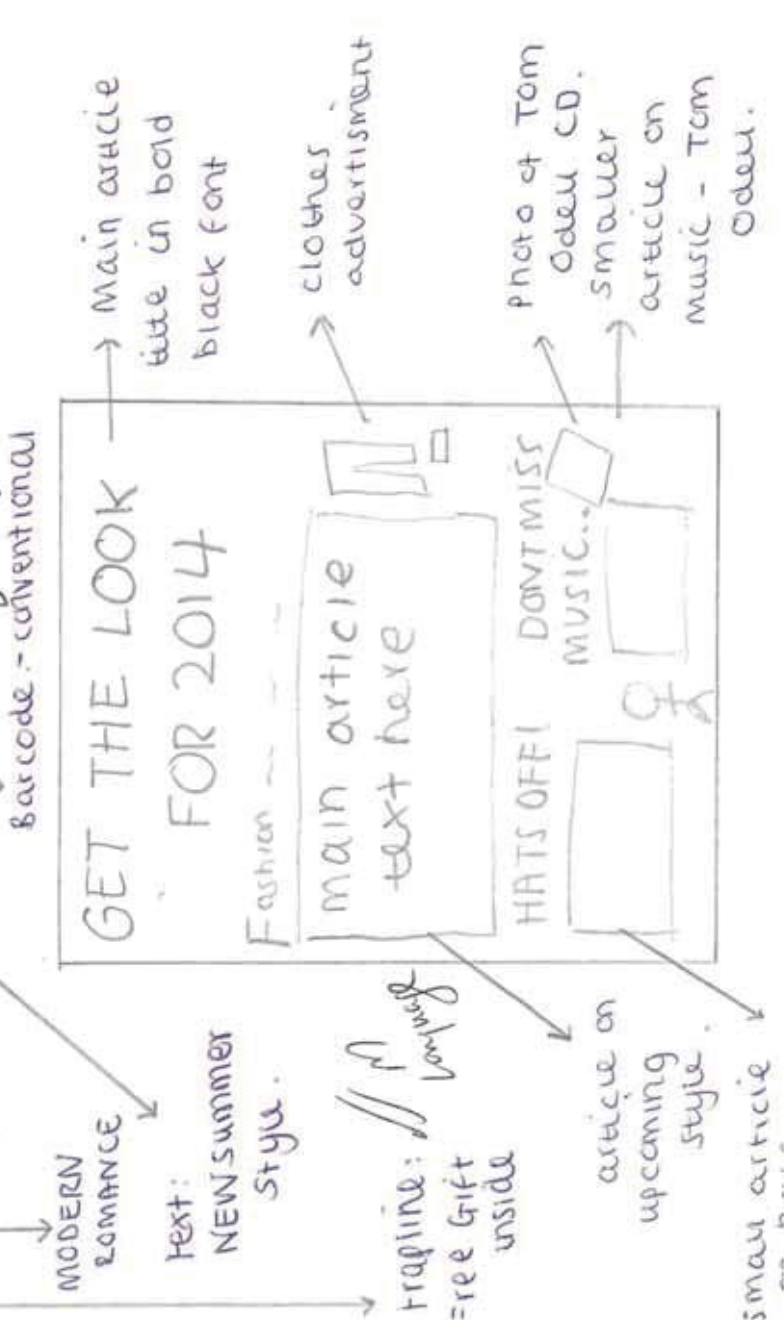 Barcode - conventional
MODERN
ROMANCE
text:
NEW summer
style.
trapline:
Free Gift
inside
M
Language
article on
upcoming
style.
small article
GET THE LOOK
FOR 2014
Fashion
main article
text here
HATS OFF!
DONT MISS
MUSIC...
Main article
title in bold
black font
clothes
advertisment
Photo of Tom
Odell CD.
smaller
article on
music - Tom
Odell.